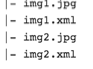 |- img1.jpg
|- img1.xml
|- img2.jpg
|- img2.xml